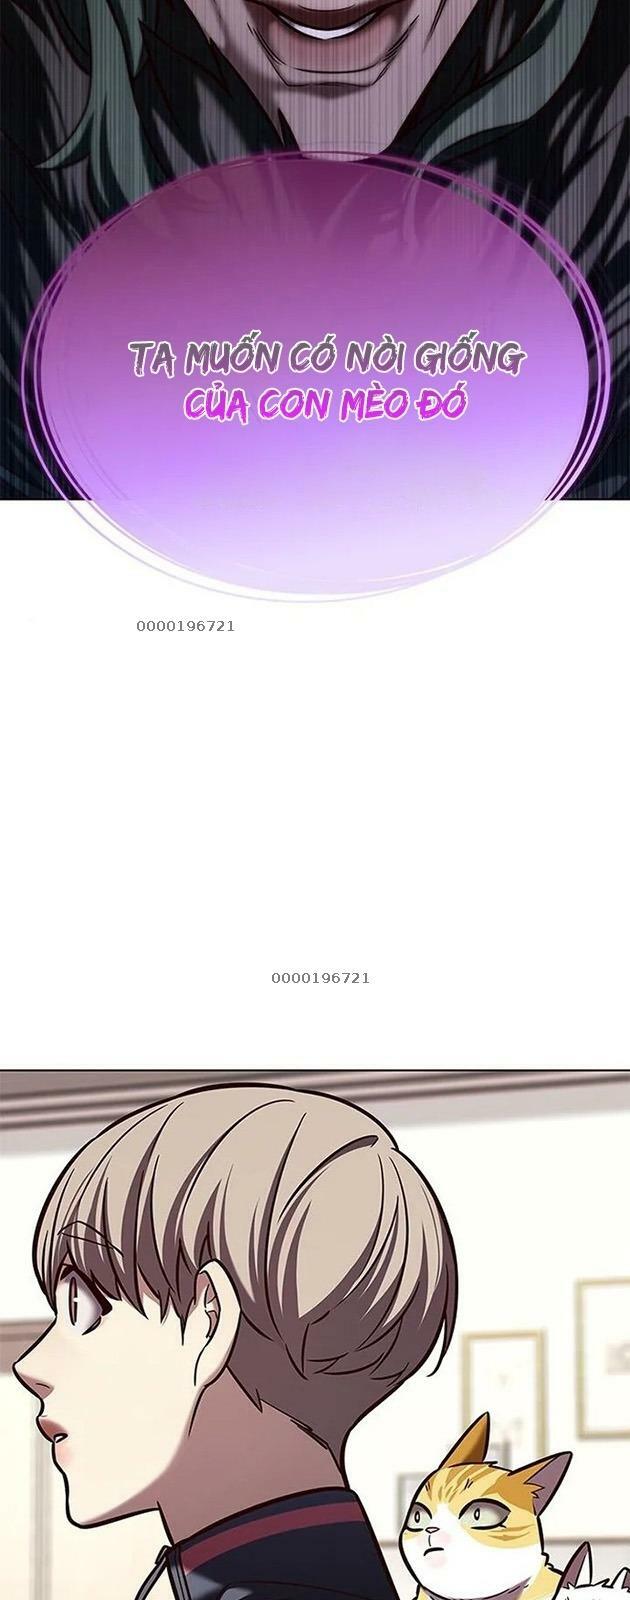 TA MUỐN CÓ NÒI GIỐNG
CỦA CON MÈO ĐÓ
0000196721
0000196721